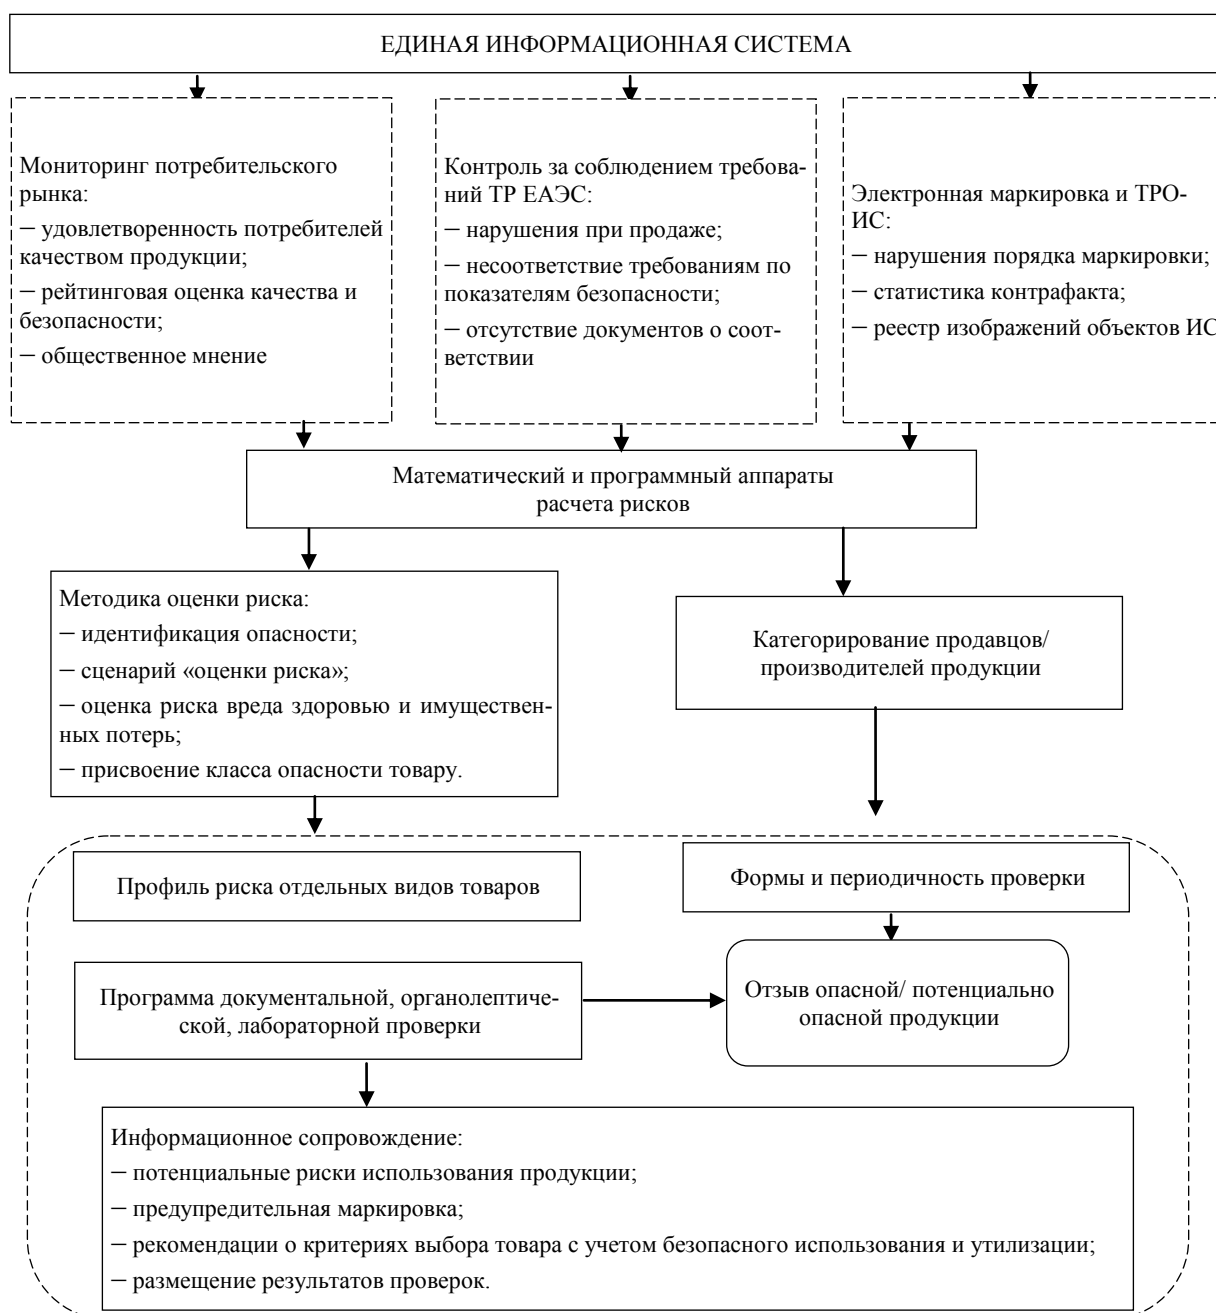 ЕДИНАЯ ИНФОРМАЦИОННАЯ СИСТЕМА
Мониторинг потребительского
рынка:
– удовлетворенность потребителей
качеством продукции;
– рейтинговая оценка качества и
безопасности;
– общественное мнение
Контроль за соблюдением требова-
ний ТР ЕАЭС:
– нарушения при продаже;
– несоответствие требованиям по
показателям безопасности;
– отсутствие документов о соот-
ветствии
Электронная маркировка и ТРО-
ИС:
– нарушения порядка маркировки;
– статистика контрафакта;
– реестр изображений объектов ИС
Математический и программный аппараты
расчета рисков
Методика оценки риска:
– идентификация опасности;
– сценарий «оценки риска»;
– оценка риска вреда здоровью и имуществен-
ных потерь;
– присвоение класса опасности товару.
Категорирование продавцов/
производителей продукции
Профиль риска отдельных видов товаров
Формы и периодичность проверки
Программа документальной, органолептиче-
ской, лабораторной проверки
Отзыв опасной/ потенциально
опасной продукции
Информационное сопровождение:
– потенциальные риски использования продукции;
– предупредительная маркировка;
– рекомендации о критериях выбора товара с учетом безопасного использования и утилизации;
– размещение результатов проверок.